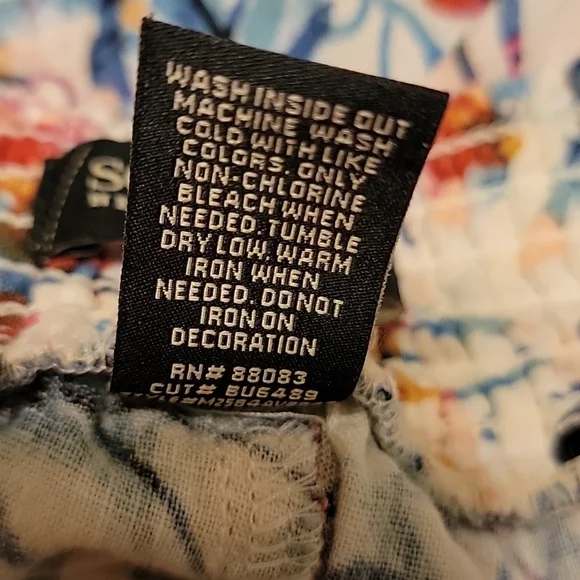 WASH INSIDE OUT
MACHINE WASH
COLD WITH LIKE
COLORS. ONLY
NON-CHLORINE
BLEACH WHEN
NEEDED. TUMBLE
DRY LOW. WARM
IRON WHEN
NEEDED. DO NOT
IRON ON
DECORATION
RN# 88083
CUT# 5U6489